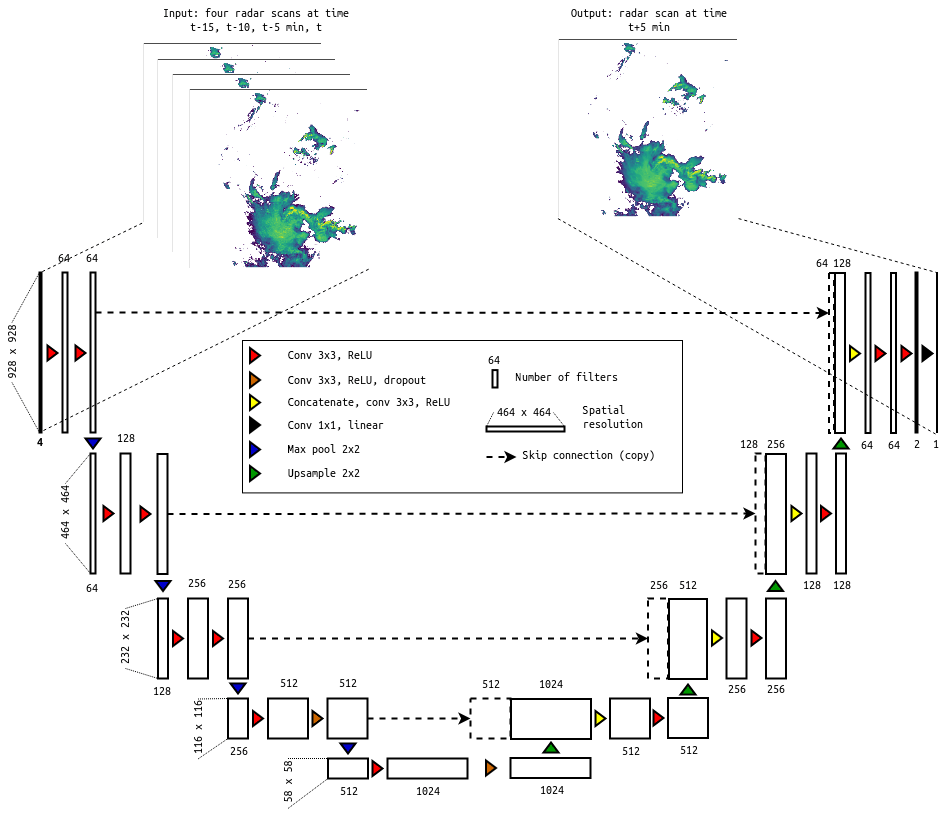 Input: four radar scans at time
t-15, t-10, t-5 min, t
Output: radar scan at time
t+5 min
64 64
64 128
928 x 928
4
64 64 2 1
Conv 3x3, ReLU
Conv 3x3, ReLU, dropout
Concatenate, conv 3x3, ReLU
Conv 1x1, linear
Max pool 2x2
Upsample 2x2
64
Number of filters
464 x 464
Spatial
resolution
Skip connection (copy)
128
128 256
464 x 464
64
128 128
256 256
256 512
232 x 232
128
256 256
512 512
512 1024
116 x 116
256
512 512
58 x 58
512 1024 1024